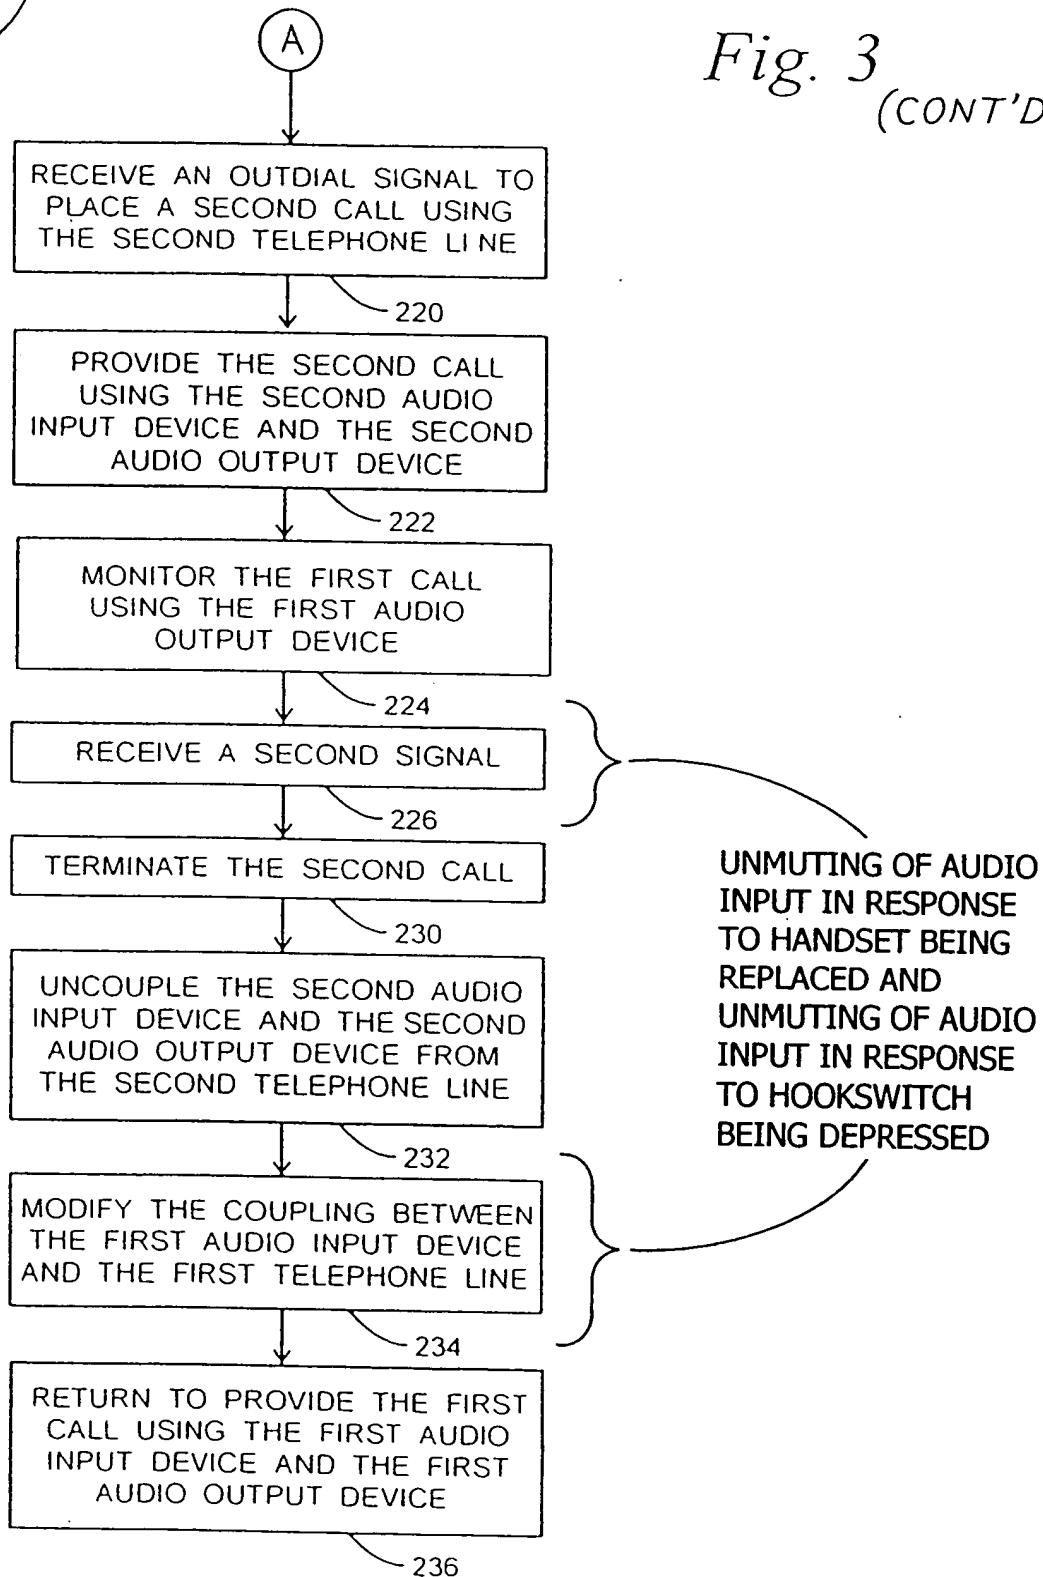 A
Fig. 3
(CONT'D
RECEIVE AN OUTDIAL SIGNAL TO
PLACE A SECOND CALL USING
THE SECOND TELEPHONE LINE
220
PROVIDE THE SECOND CALL
USING THE SECOND AUDIO
INPUT DEVICE AND THE SECOND
AUDIO OUTPUT DEVICE
222
MONITOR THE FIRST CALL
USING THE FIRST AUDIO
OUTPUT DEVICE
224
RECEIVE A SECOND SIGNAL
226
TERMINATE THE SECOND CALL
230
UNCOUPLE THE SECOND AUDIO
INPUT DEVICE AND THE SECOND
AUDIO OUTPUT DEVICE FROM
THE SECOND TELEPHONE LINE
232
MODIFY THE COUPLING BETWEEN
THE FIRST AUDIO INPUT DEVICE
AND THE FIRST TELEPHONE LINE
234
RETURN TO PROVIDE THE FIRST
CALL USING THE FIRST AUDIO
INPUT DEVICE AND THE FIRST
AUDIO OUTPUT DEVICE
236
UNMUTING OF AUDIO
INPUT IN RESPONSE
TO HANDSET BEING
REPLACED AND
UNMUTING OF AUDIO
INPUT IN RESPONSE
TO HOOKSWITCH
BEING DEPRESSED